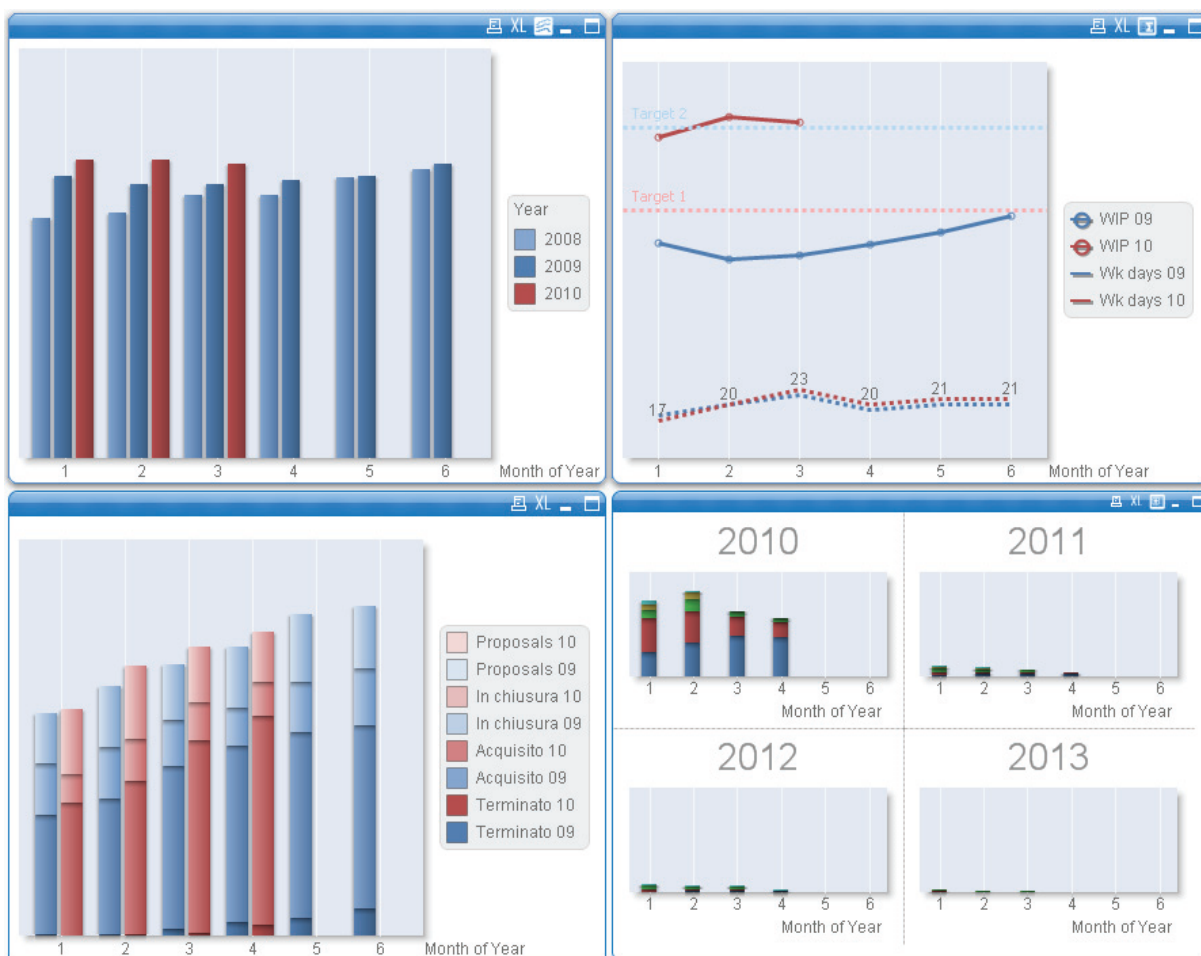 XL
Year
2008
2009
2010
1 2 3 4 5 6 Month of Year
XL
Target 2
Target 1
17 20 23 20 21 21
1 2 3 4 5 6 Month of Year
WIP 09
WIP 10
Wk days 09
Wk days 10
XL
Proposals 10
Proposals 09
In chiusura 10
In chiusura 09
Acquisito 10
Acquisito 09
Terminato 10
Terminato 09
1 2 3 4 5 6 Month of Year
XL
2010
1 2 3 4 5 6
Month of Year
2011
1 2 3 4 5 6
Month of Year
2012
1 2 3 4 5 6
Month of Year
2013
1 2 3 4 5 6
Month of Year